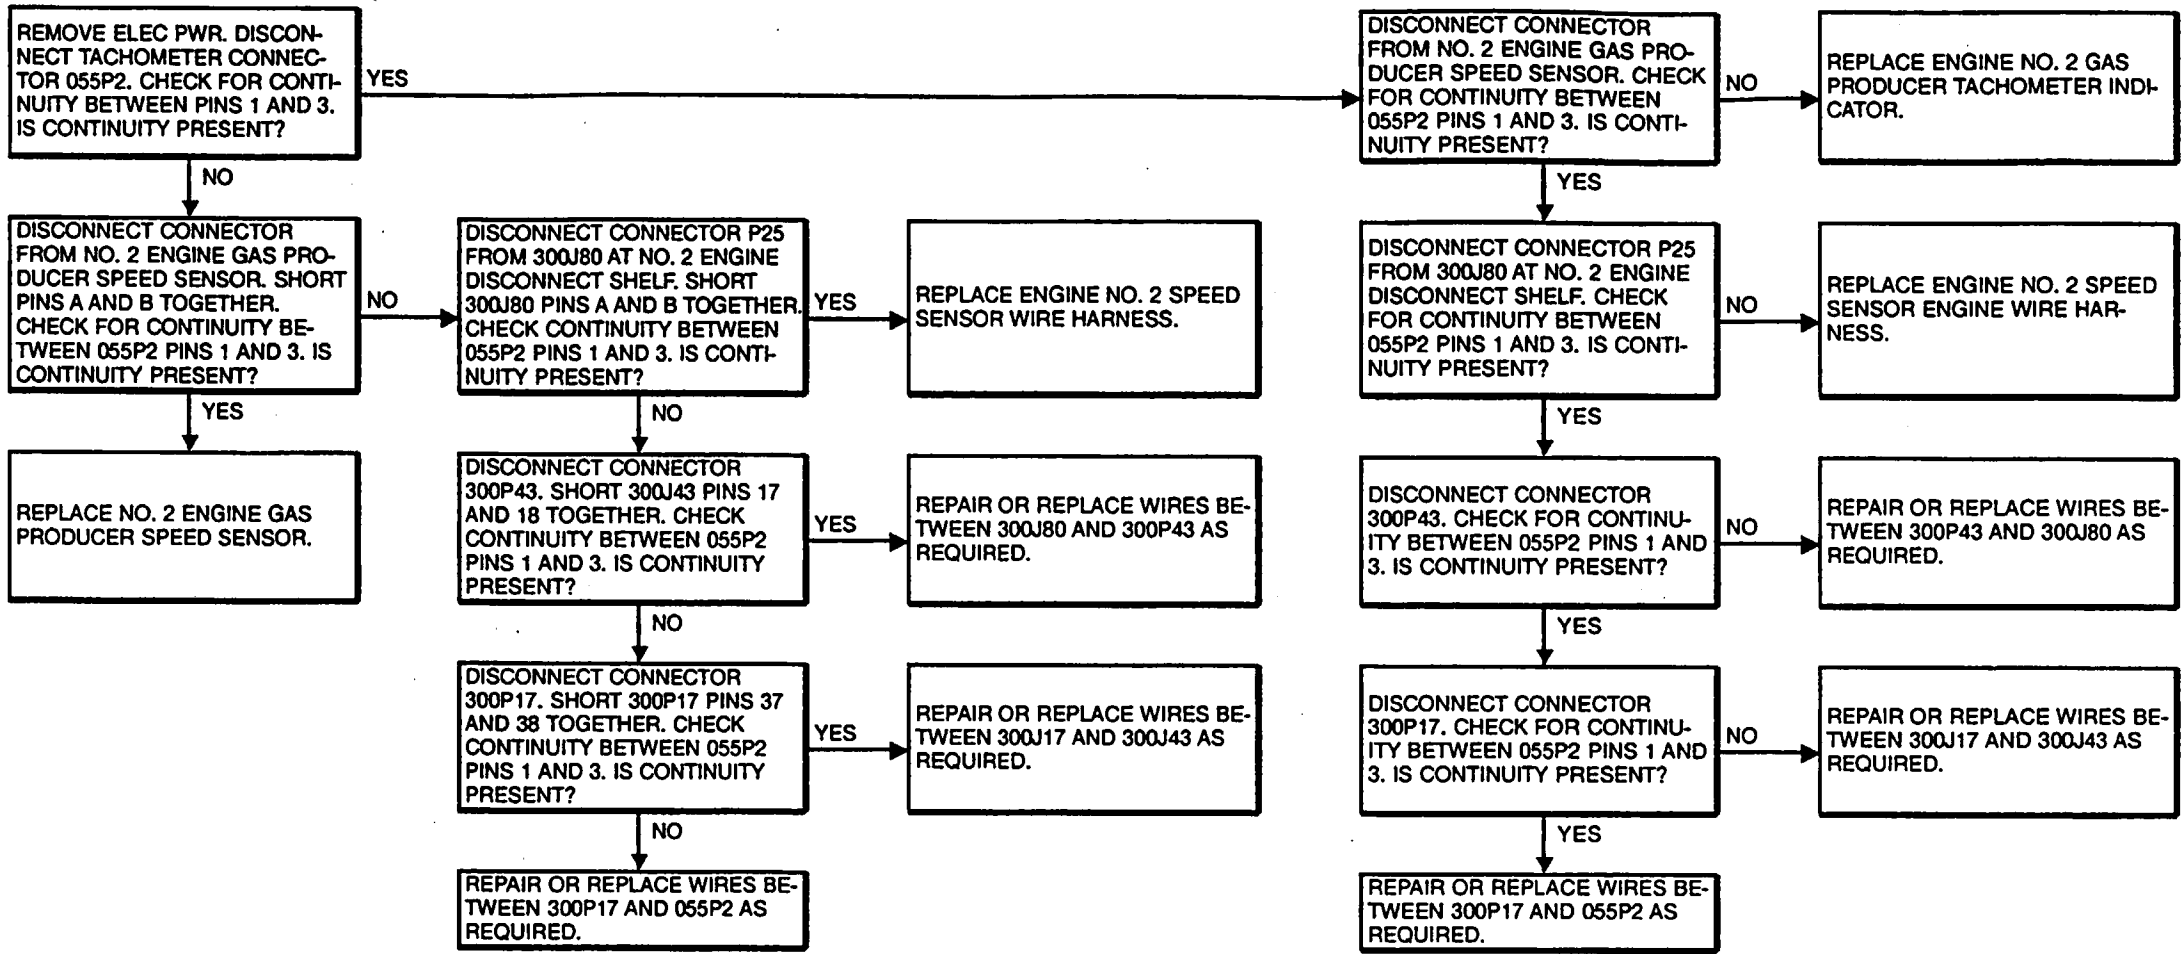 REMOVE ELEC PWR. DISCON-
NECT TACHOMETER CONNEC-
TOR 055P2. CHECK FOR CONTI-
NUITY BETWEEN PINS 1 AND 3.
IS CONTINUITY PRESENT?
YES
DISCONNECT CONNECTOR
FROM NO. 2 ENGINE GAS PRO-
DUCER SPEED SENSOR. CHECK
FOR CONTINUITY BETWEEN
055P2 PINS 1 AND 3. IS CONTI-
NUITY PRESENT?
NO
REPLACE ENGINE NO. 2 GAS
PRODUCER TACHOMETER INDI-
CATOR.
NO
YES
DISCONNECT CONNECTOR
FROM NO. 2 ENGINE GAS PRO-
DUCER SPEED SENSOR. SHORT
PINS A AND B TOGETHER.
CHECK FOR CONTINUITY BE-
TWEEN 055P2 PINS 1 AND 3. IS
CONTINUITY PRESENT?
NO
DISCONNECT CONNECTOR P25
FROM 300J80 AT NO. 2 ENGINE
DISCONNECT SHELF. SHORT
300J80 PINS A AND B TOGETHER.
CHECK CONTINUITY BETWEEN
055P2 PINS 1 AND 3. IS CONTI-
NUITY PRESENT?
YES
REPLACE ENGINE NO. 2 SPEED
SENSOR WIRE HARNESS.
DISCONNECT CONNECTOR P25
FROM 300J80 AT NO. 2 ENGINE
DISCONNECT SHELF. CHECK
FOR CONTINUITY BETWEEN
055P2 PINS 1 AND 3. IS CONTI-
NUITY PRESENT?
NO
REPLACE ENGINE NO. 2 SPEED
SENSOR ENGINE WIRE HAR-
NESS.
YES
NO
YES
REPLACE NO. 2 ENGINE GAS
PRODUCER SPEED SENSOR.
DISCONNECT CONNECTOR
300P43. SHORT 300J43 PINS 17
AND 18 TOGETHER. CHECK
CONTINUITY BETWEEN 055P2
PINS 1 AND 3. IS CONTINUITY
PRESENT?
YES
REPAIR OR REPLACE WIRES BE-
TWEEN 300J80 AND 300P43 AS
REQUIRED.
DISCONNECT CONNECTOR
300P43. CHECK FOR CONTINU-
ITY BETWEEN 055P2 PINS 1 AND
3. IS CONTINUITY PRESENT?
NO
REPAIR OR REPLACE WIRES BE-
TWEEN 300P43 AND 300J80 AS
REQUIRED.
NO
YES
DISCONNECT CONNECTOR
300P17. SHORT 300P17 PINS 37
AND 38 TOGETHER. CHECK
CONTINUITY BETWEEN 055P2
PINS 1 AND 3. IS CONTINUITY
PRESENT?
YES
REPAIR OR REPLACE WIRES BE-
TWEEN 300J17 AND 300J43 AS
REQUIRED.
DISCONNECT CONNECTOR
300P17. CHECK FOR CONTINU-
ITY BETWEEN 055P2 PINS 1 AND
3. IS CONTINUITY PRESENT?
NO
REPAIR OR REPLACE WIRES BE-
TWEEN 300J17 AND 300J43 AS
REQUIRED.
NO
YES
REPAIR OR REPLACE WIRES BE-
TWEEN 300P17 AND 055P2 AS
REQUIRED.
REPAIR OR REPLACE WIRES BE-
TWEEN 300P17 AND 055P2 AS
REQUIRED.